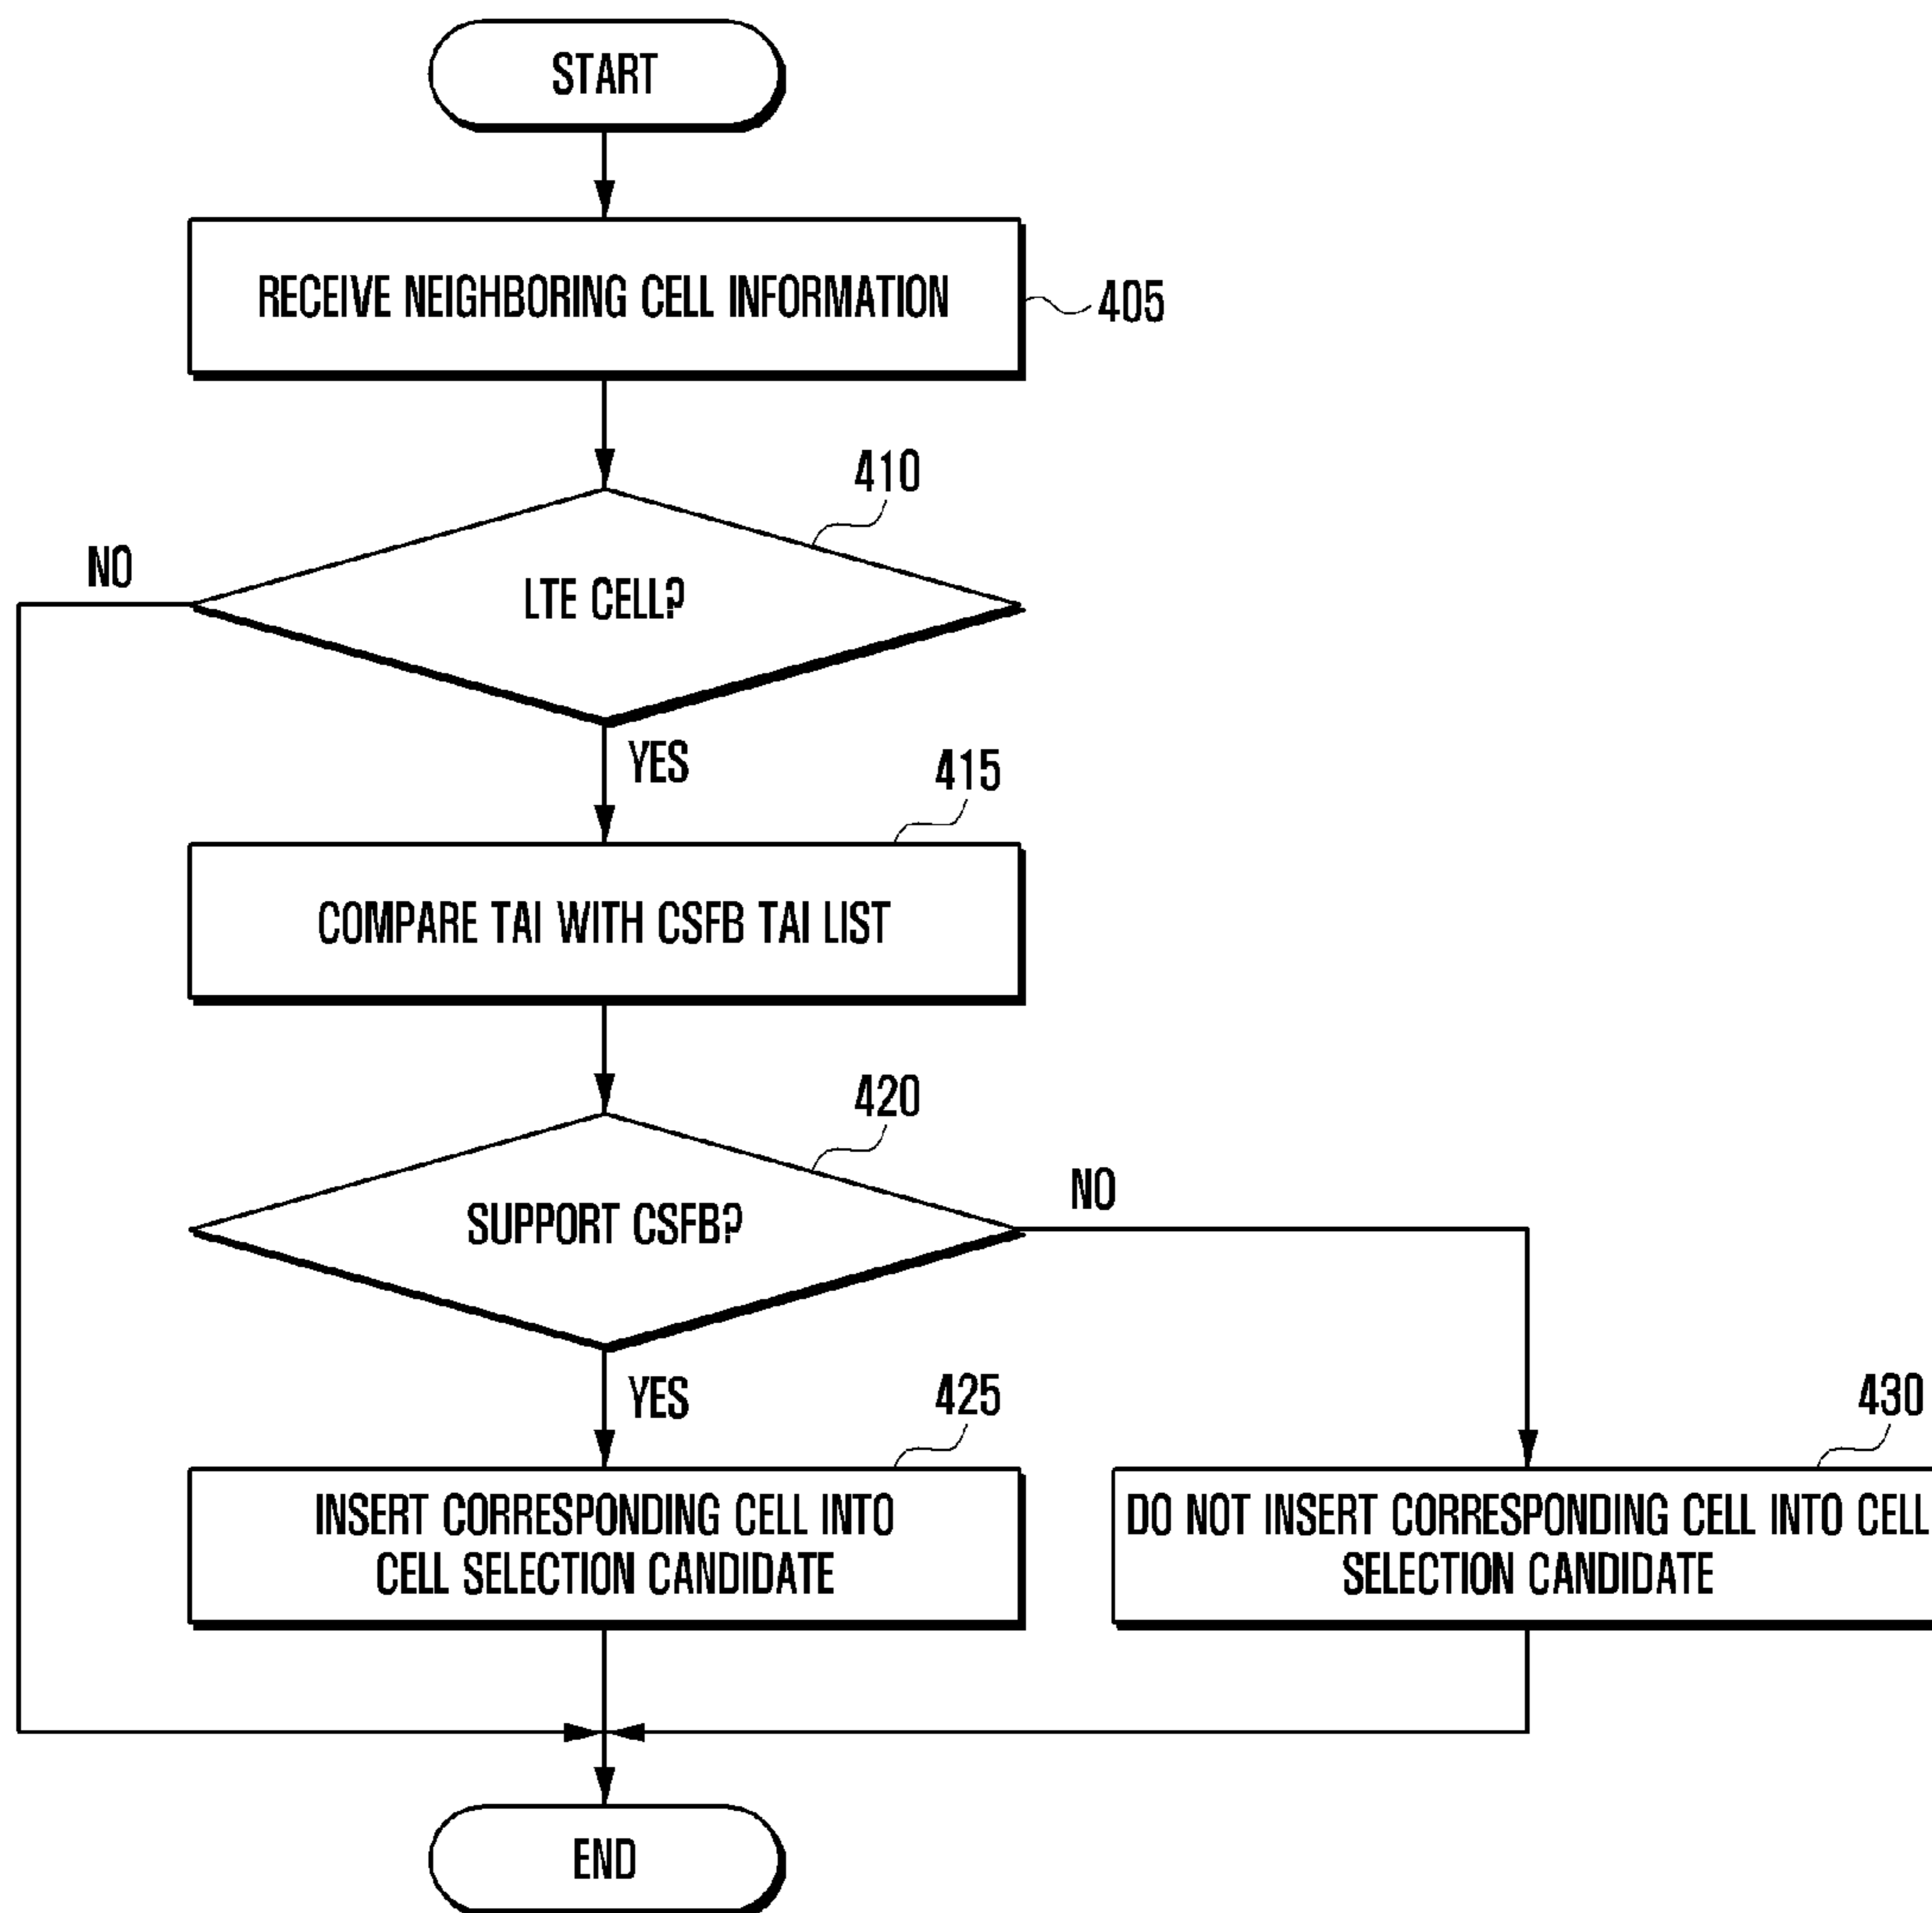 START
RECEIVE NEIGHBORING CELL INFORMATION
405
410
LTE CELL?
NO
YES
415
COMPARE TAI WITH CSFB TAI LIST
420
SUPPORT CSFB?
NO
YES
425
INSERT CORRESPONDING CELL INTO
CELL SELECTION CANDIDATE
430
DO NOT INSERT CORRESPONDING CELL INTO CELL
SELECTION CANDIDATE
END